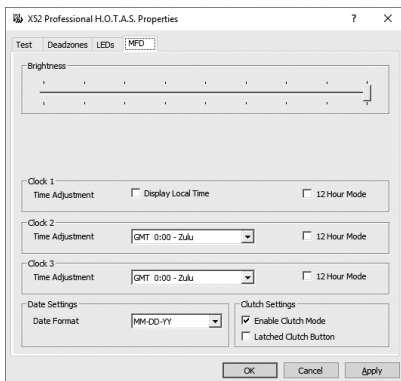 X52 Professional H.O.T.A.S. Properties ? X
Test Deadzones LEDs MFD
Brightness
Clock 1
Time Adjustment Display Local Time 12 Hour Mode
Clock 2
Time Adjustment GMT 0:00 - Zulu 12 Hour Mode
Clock 3
Time Adjustment GMT 0:00 - Zulu 12 Hour Mode
Date Settings Clutch Settings
Date Format MM-DD-YY Enable Clutch Mode
Latched Clutch Button
OK Cancel Apply